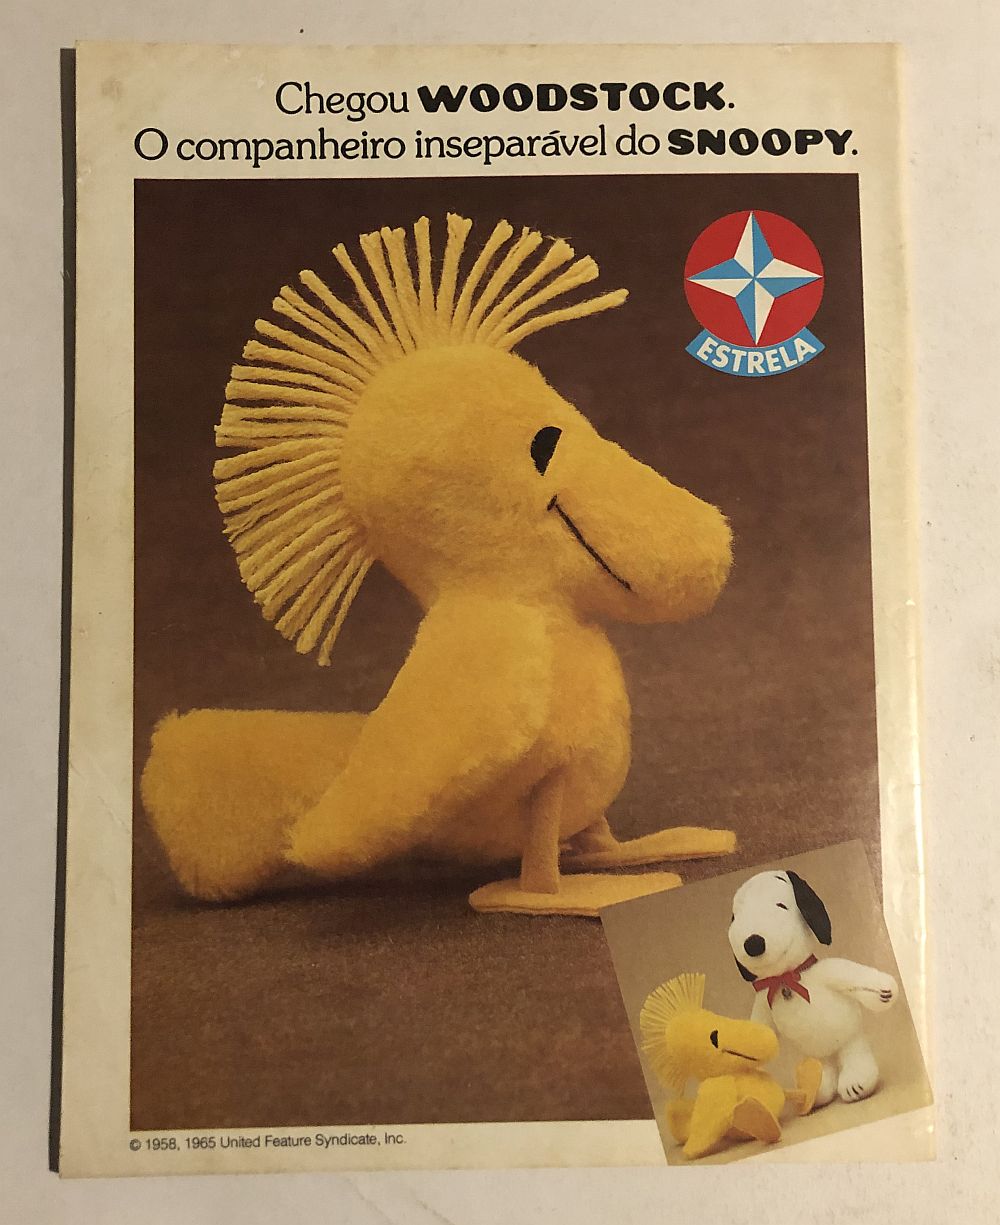 Chegou WOODSTOCK.
O companheiro inseparável do SNOOPY.
ESTRELA
© 1958, 1965 United Feature Syndicate, Inc.